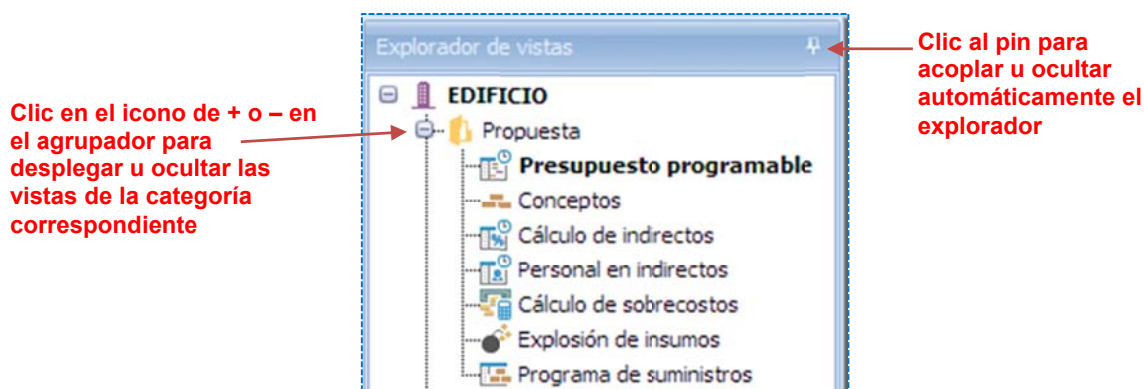 Explorador de vistas
Clic al pin para
acoplar u ocultar
automáticamente el
explorador
Clic en el icono de + o – en
el agrupador para
desplegar u ocultar las
vistas de la categoría
correspondiente
EDIFICIO
Propuesta
Presupuesto programable
Conceptos
Cálculo de indirectos
Personal en indirectos
Cálculo de sobrecostos
Explosión de insumos
Programa de suministros